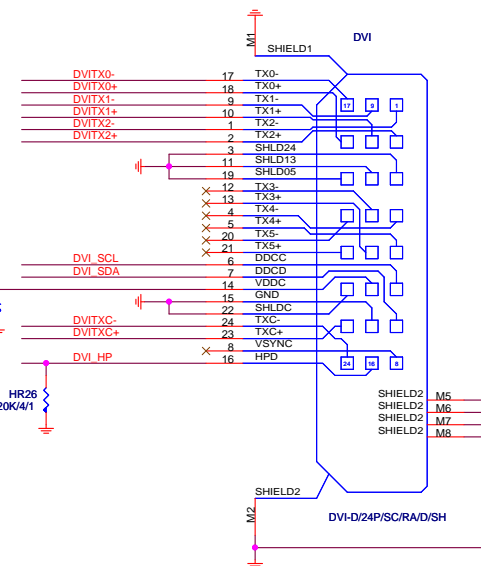 M1
SHIELD1
DVI
DVITX0- 17 TX0-
DVITX0+ 18 TX0+
DVITX1- 9 TX1-
DVITX1+ 10 TX1+
DVITX2- 1 TX2-
DVITX2+ 2 TX2+
17 9 1
3 SHLD24
11 SHLD13
19 SHLD05
12 TX3-
13 TX3+
4 TX4-
5 TX4+
20 TX5-
21 TX5+
DVI_SCL 6 DDCC
DVI_SDA 7 DDCD
14 VDDC
15 GND
22 SHLDC
DVITXC- 24 TXC-
DVITXC+ 23 TXC+
8 VSYNC
DVI_HP 16 HPD
24 16 8
HR26
20K/4/1
SHIELD2 M5
SHIELD2 M6
SHIELD2 M7
SHIELD2 M8
SHIELD2
M2
DVI-D/24P/SC/RA/D/SH